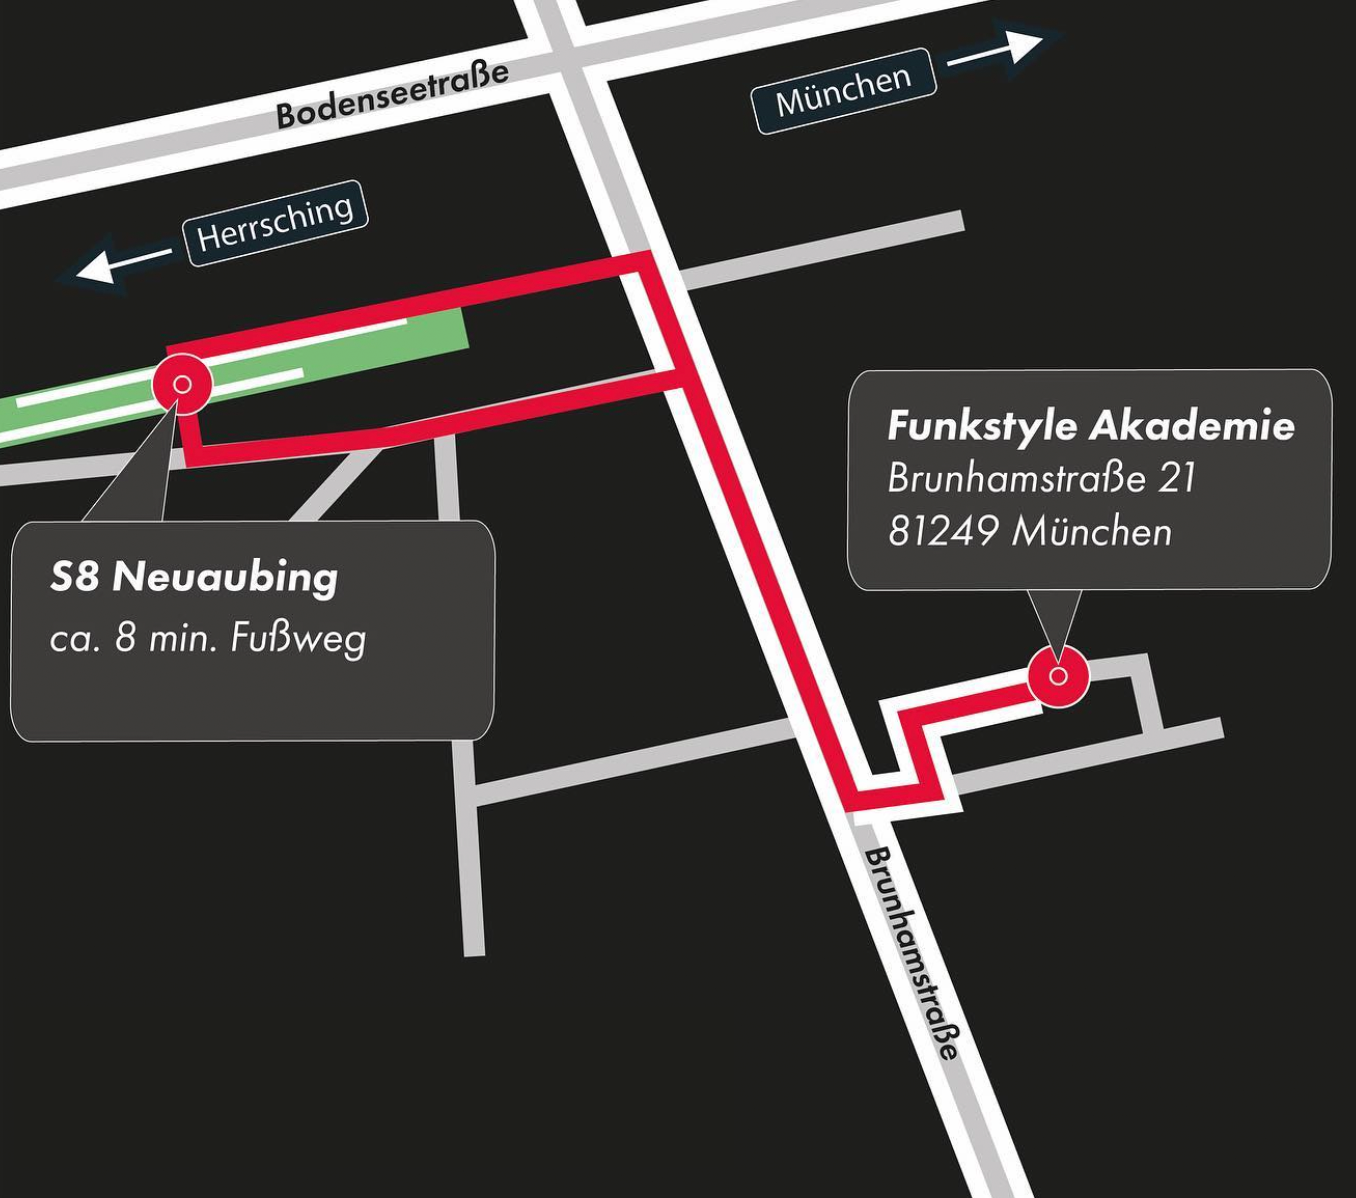 Bodenseetraße
München
Herrsching
Funkstyle Akademie
Brunhamstraße 21
81249 München
S8 Neuaubing
ca. 8 min. Fußweg
Brunhamstraße